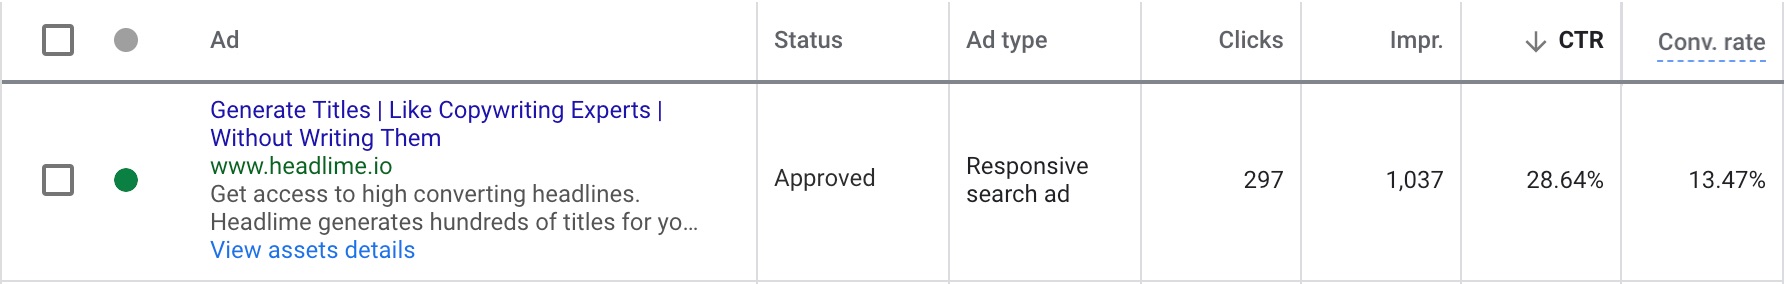 Ad Status Ad type Clicks Impr. ↓ CTR Conv. rate
Generate Titles | Like Copywriting Experts |
Without Writing Them
www.headlime.io
Get access to high converting headlines.
Headlime generates hundreds of titles for yo...
View assets details
Approved
Responsive
search ad
297
1,037
28.64%
13.47%